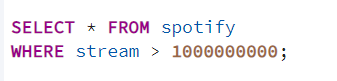 SELECT * FROM spotify
WHERE stream > 1000000000;